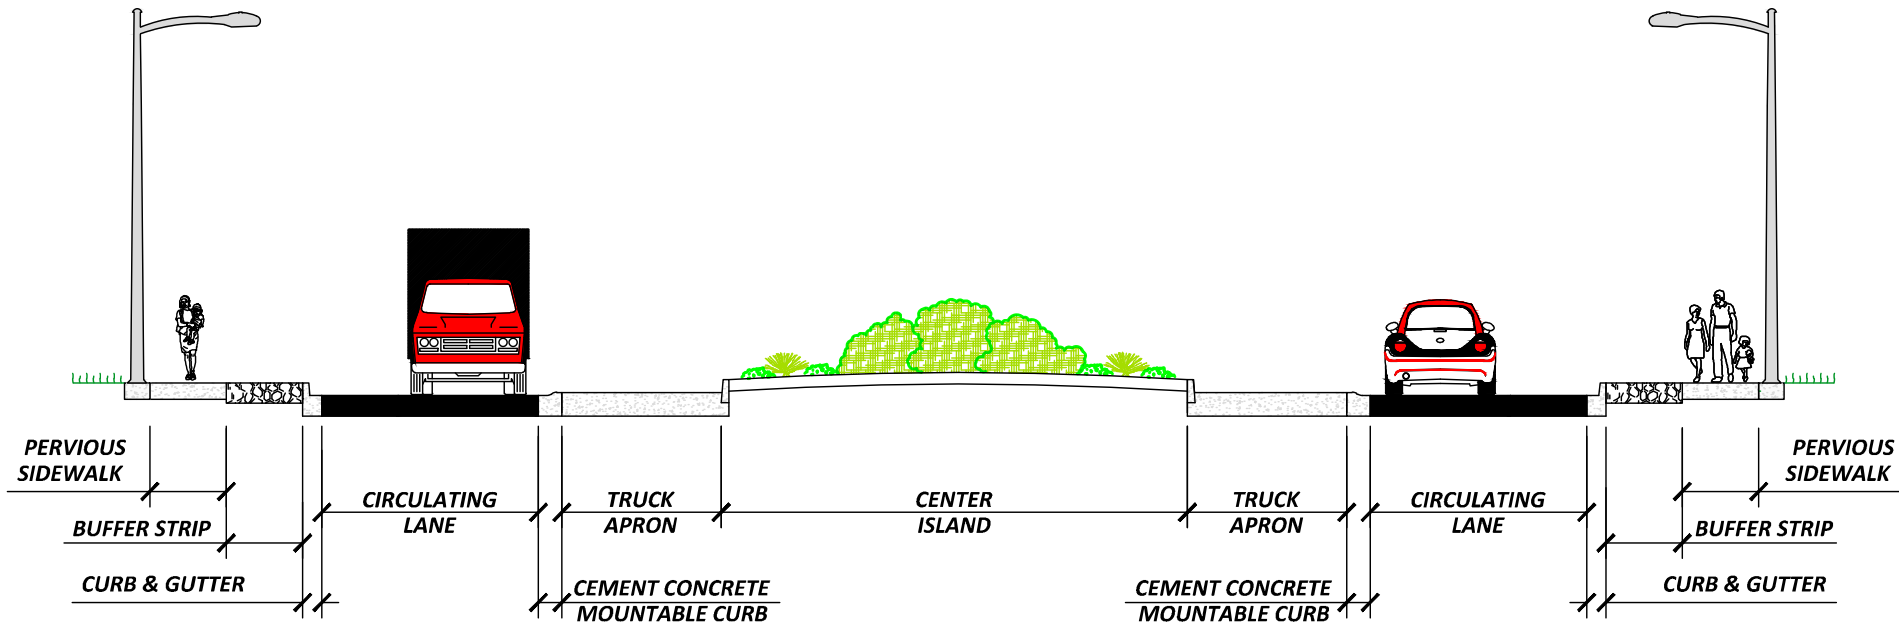 PERVIOUS
SIDEWALK
BUFFER STRIP
CURB & GUTTER
CIRCULATING
LANE
CEMENT CONCRETE
MOUNTABLE CURB
TRUCK
APRON
CENTER
ISLAND
TRUCK
APRON
CEMENT CONCRETE
MOUNTABLE CURB
CIRCULATING
LANE
PERVIOUS
SIDEWALK
BUFFER STRIP
CURB & GUTTER